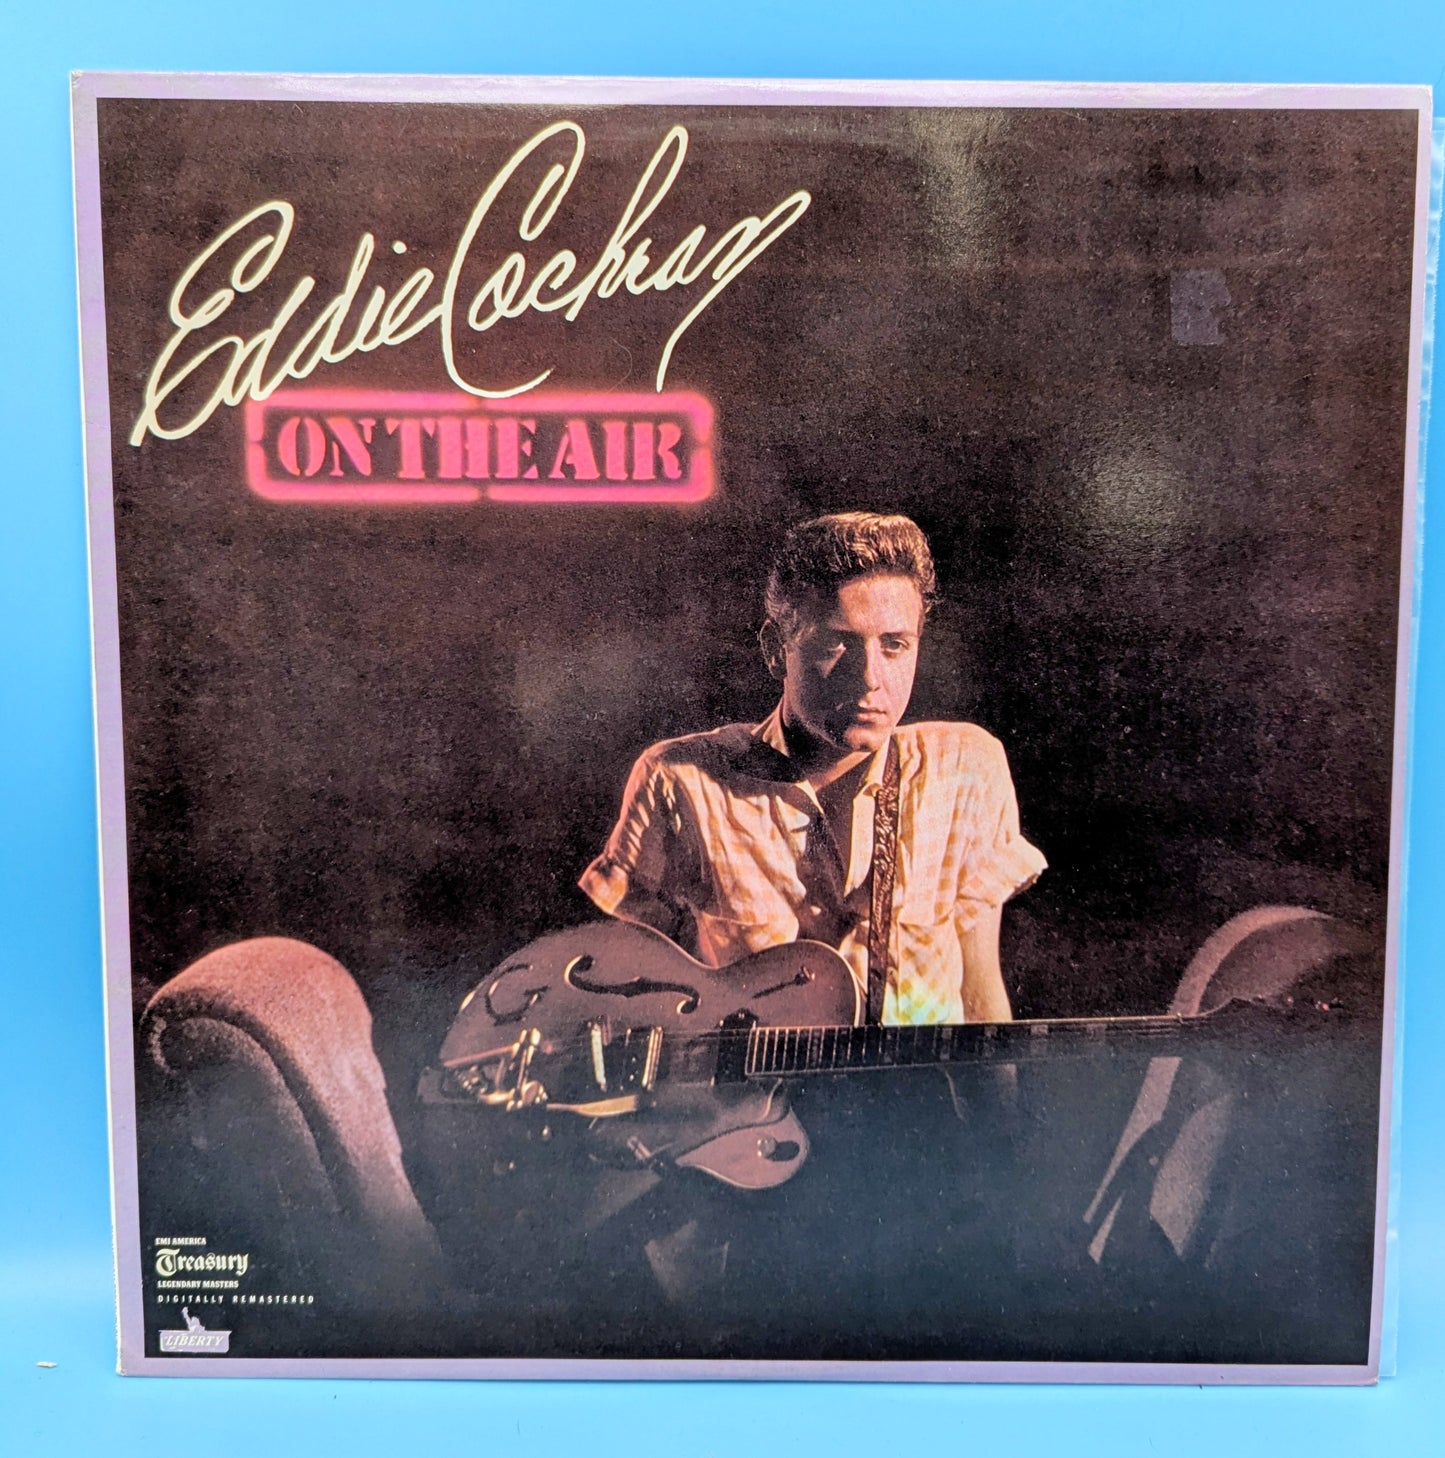 Eddie Cochran
ON THE AIR
EMI AMERICA
Treasury
LEGENDARY MASTERS
DIGITALLY REMASTERED
LIBERTY